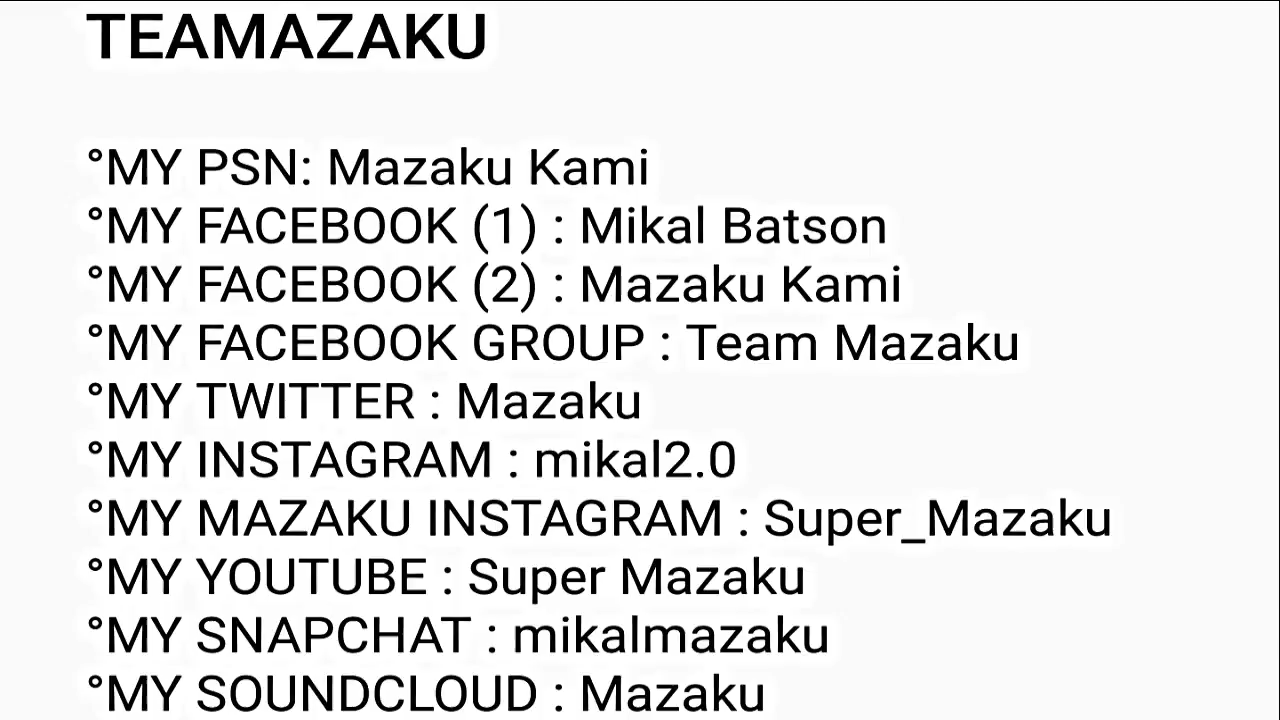 TEAMAZAKU
°MY PSN: Mazaku Kami
°MY FACEBOOK (1) : Mikal Batson
°MY FACEBOOK (2) : Mazaku Kami
°MY FACEBOOK GROUP : Team Mazaku
°MY TWITTER : Mazaku
°MY INSTAGRAM : mikal2.0
°MY MAZAKU INSTAGRAM : Super_Mazaku
°MY YOUTUBE : Super Mazaku
°MY SNAPCHAT : mikalmazaku
°MY SOUNDCLOUD : Mazaku